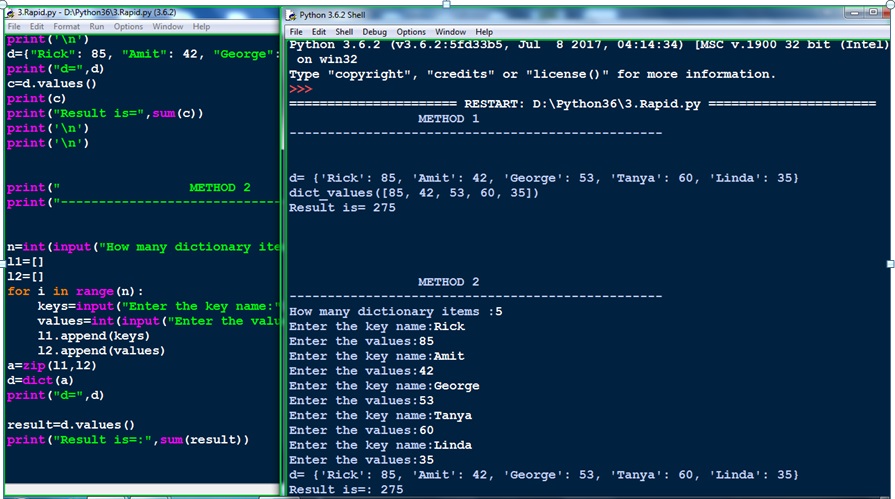 3.Rapid.py - D:\Python36\3.Rapid.py (3.6.2)
File Edit Format Run Options Window Help
print('\n')
d={"Rick": 85, "Amit": 42, "George":
print("d=",d)
c=d.values()
print(c)
print("Result is=",sum(c))
print('\n')
print('\n')
print(" METHOD 2
print("-----------------------------
n=int(input("How many dictionary ite
l1=[]
l2=[]
for i in range(n):
    keys=input("Enter the key name:"
    values=int(input("Enter the valu
    l1.append(keys)
    l2.append(values)
a=zip(l1,l2)
d=dict(a)
print("d=",d)
result=d.values()
print("Result is=:",sum(result))
Python 3.6.2 Shell
File Edit Shell Debug Options Window Help
Python 3.6.2 (v3.6.2:5fd33b5, Jul  8 2017, 04:14:34) [MSC v.1900 32 bit (Intel)
 on win32
Type "copyright", "credits" or "license()" for more information.
>>>
====================== RESTART: D:\Python36\3.Rapid.py ======================
METHOD 1
--------------------------------------------------
d= {'Rick': 85, 'Amit': 42, 'George': 53, 'Tanya': 60, 'Linda': 35}
dict_values([85, 42, 53, 60, 35])
Result is= 275
METHOD 2
--------------------------------------------------
How many dictionary items :5
Enter the key name:Rick
Enter the values:85
Enter the key name:Amit
Enter the values:42
Enter the key name:George
Enter the values:53
Enter the key name:Tanya
Enter the values:60
Enter the key name:Linda
Enter the values:35
d= {'Rick': 85, 'Amit': 42, 'George': 53, 'Tanya': 60, 'Linda': 35}
Result is=: 275